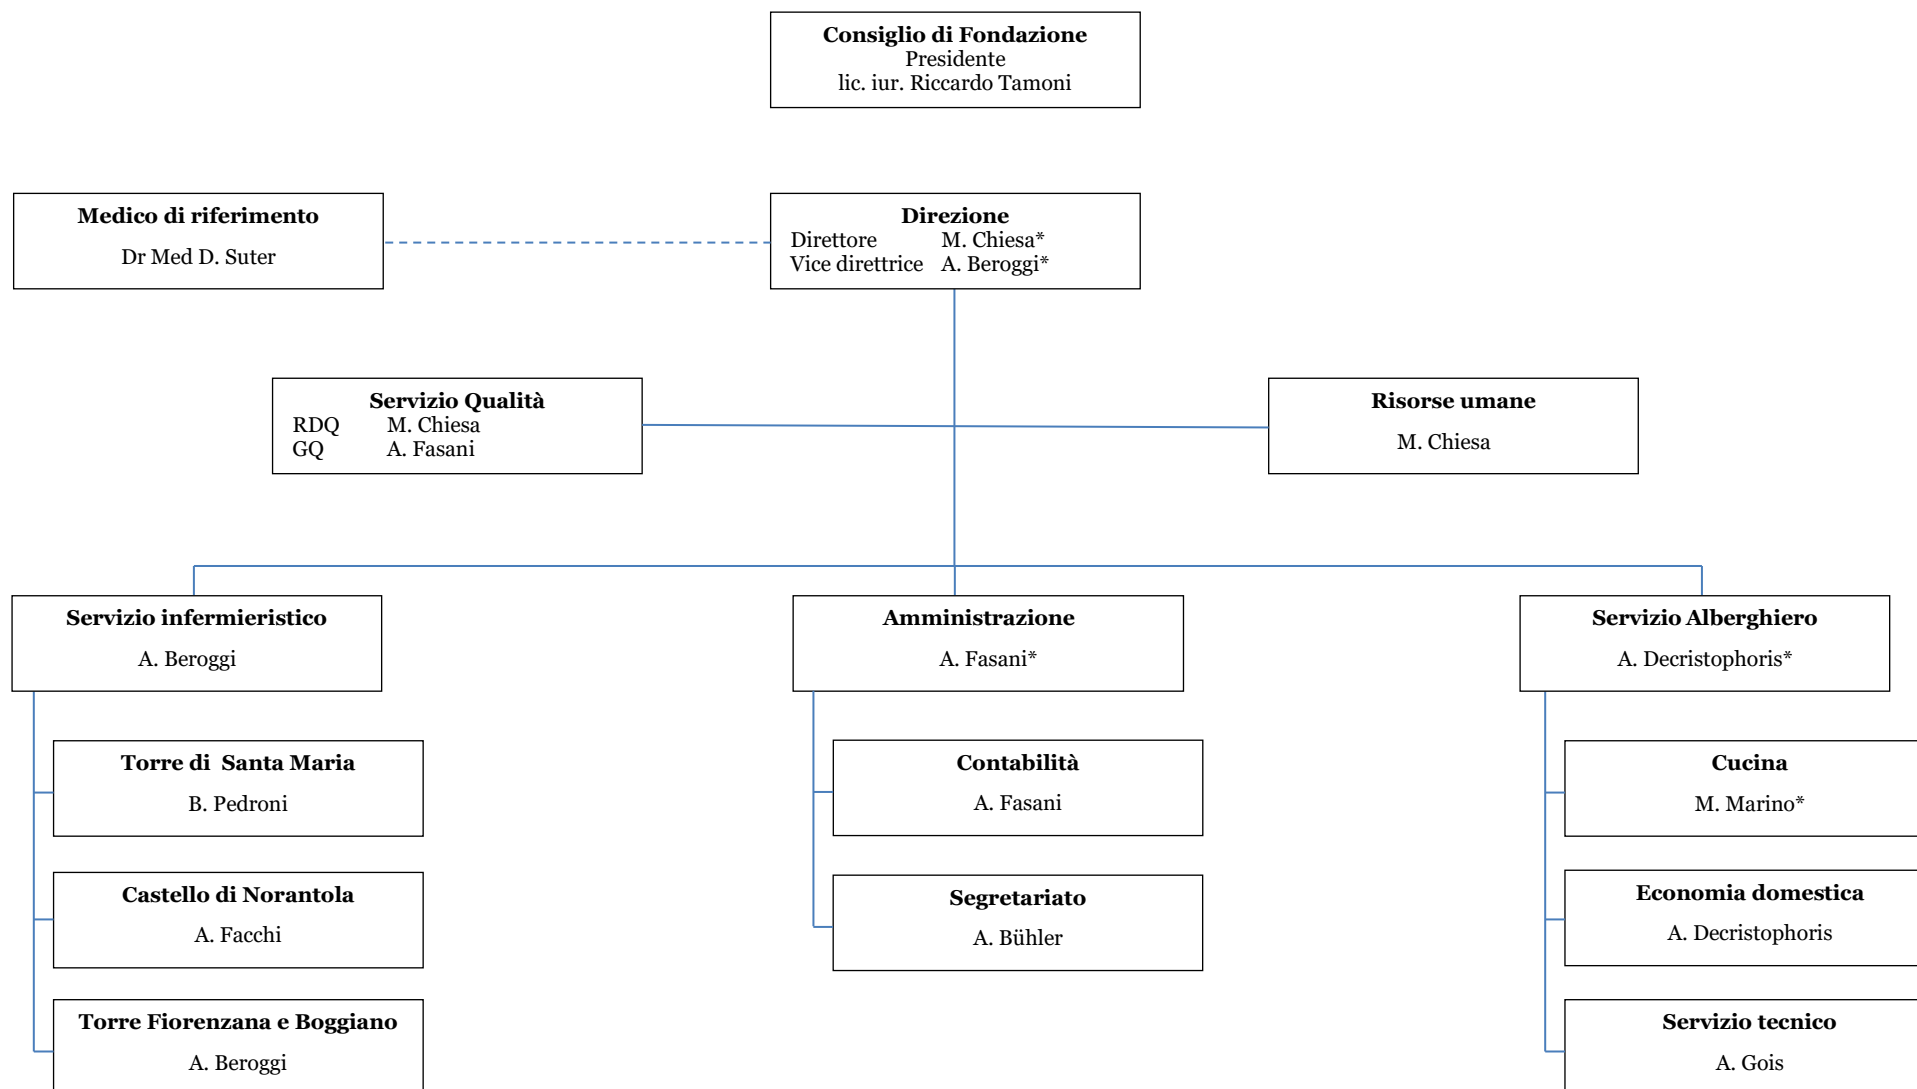 Consiglio di Fondazione
Presidente
lic. iur. Riccardo Tamoni
Medico di riferimento
Dr Med D. Suter
Direzione
Direttore M. Chiesa*
Vice direttrice A. Beroggi*
Servizio Qualità
RDQ M. Chiesa
GQ A. Fasani
Risorse umane
M. Chiesa
Servizio infermieristico
A. Beroggi
Amministrazione
A. Fasani*
Servizio Alberghiero
A. Decristophoris*
Torre di Santa Maria
B. Pedroni
Contabilità
A. Fasani
Cucina
M. Marino*
Castello di Norantola
A. Facchi
Segretariato
A. Bühler
Economia domestica
A. Decristophoris
Torre Fiorenzana e Boggiano
A. Beroggi
Servizio tecnico
A. Gois